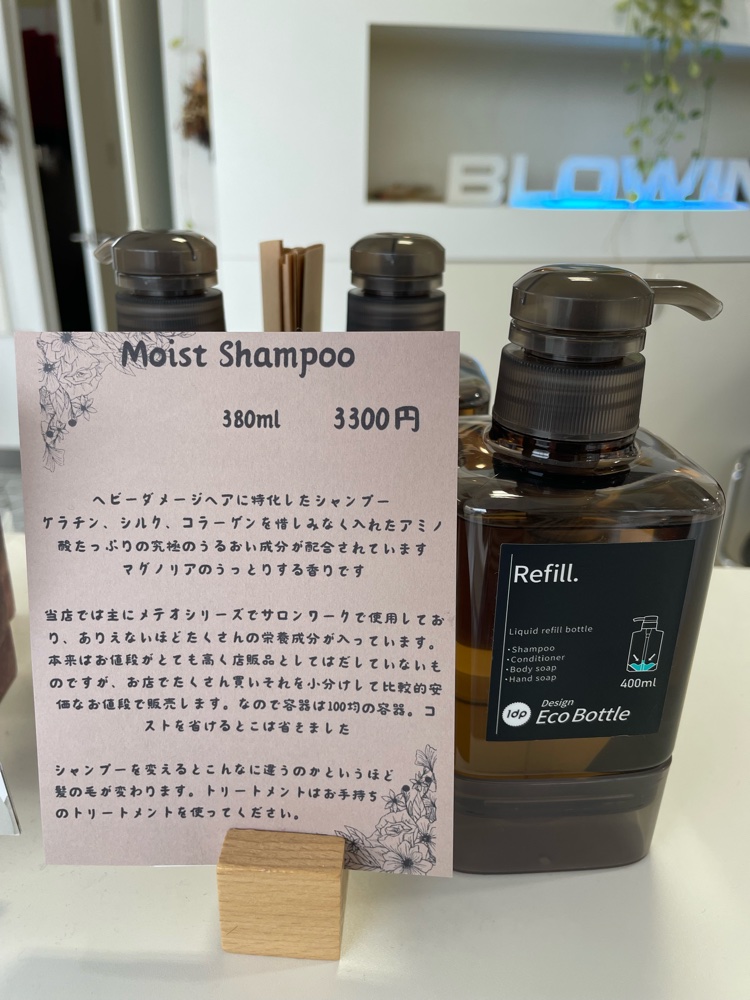 BLOWIN
Moist Shampoo
380ml 3300円
ヘビーダメージヘアに特化したシャンプー
ケラチン、シルク、コラーゲンを惜しみなく入れたアミノ
酸たっぷりの究極のうるおい成分が配合されています
マグノリアのうっとりする香りです
当店では主にメテオシリーズでサロンワークで使用してお
り、ありえないほどたくさんの栄養成分が入っています。
本来はお値段がとても高く店販品としてはだしていないも
のですが、お店でたくさん買いそれを小分けして比較的安
価なお値段で販売します。なので容器は100均の容器。コ
ストを省けるとこは省きました
シャンプーを変えるとこんなに違うのかというほど
髪の毛が変わります。トリートメントはお手持ち
のトリートメントを使ってください。
Refill.
Liquid refill bottle
・Shampoo
・Conditioner
・Body soap
・Hand soap
400ml
ldp
Design
Eco Bottle